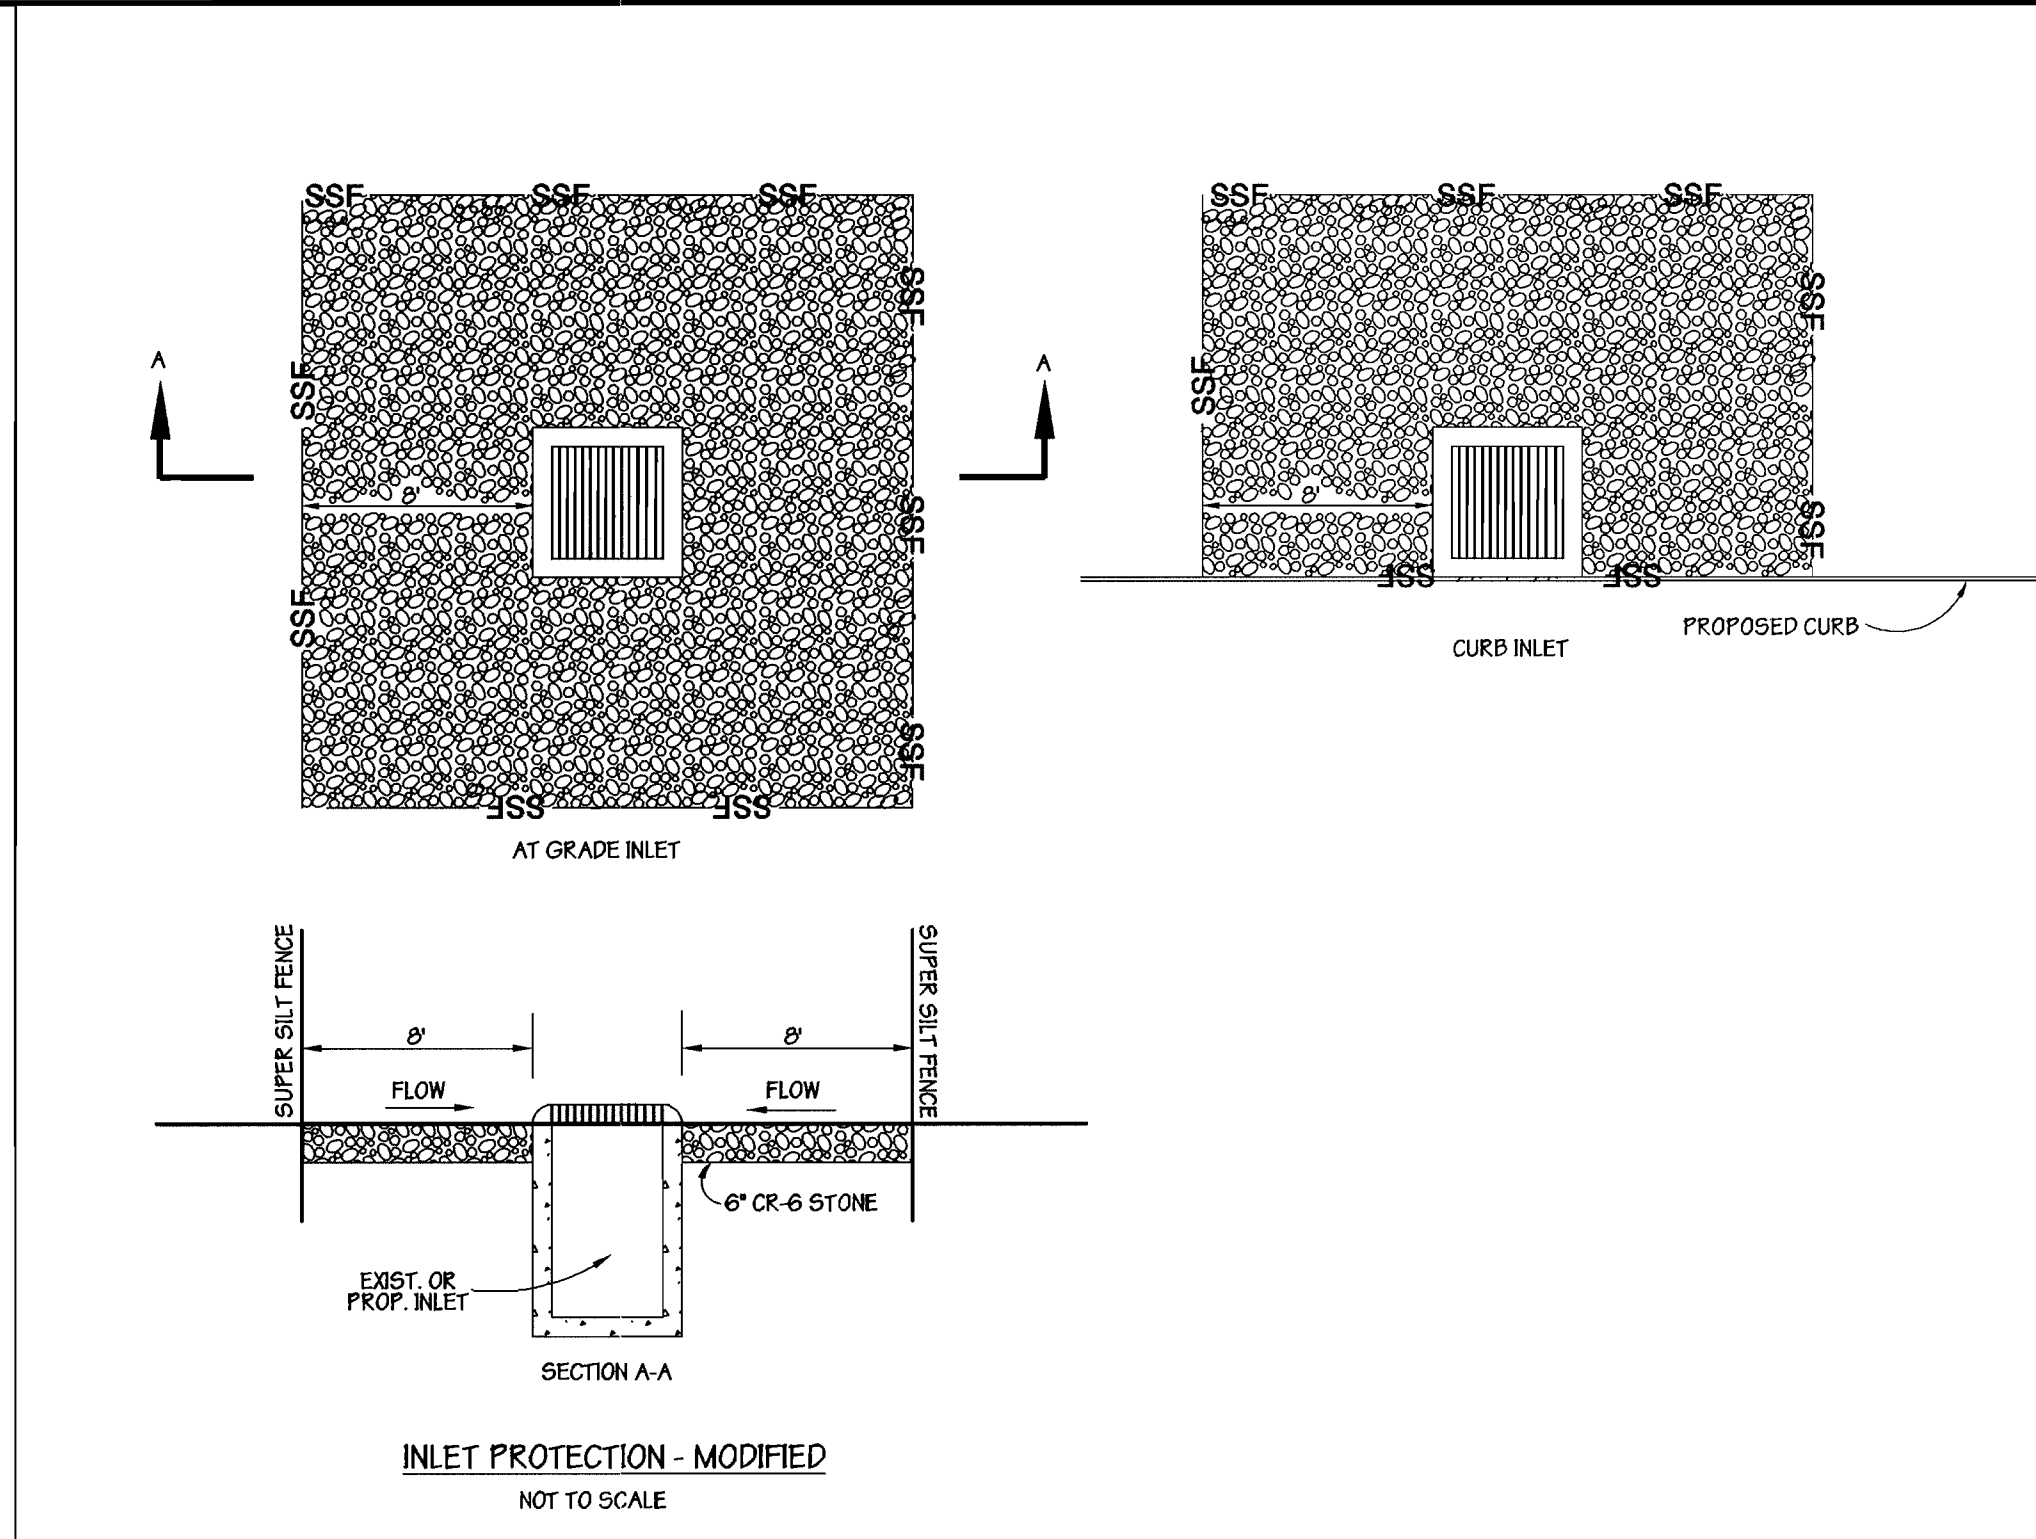 SSF SSF SSF
SSF
SSF
SSF
SSF
SSF
SSF SSF
A
A
8'
AT GRADE INLET
SSF SSF SSF
SSF
SSF
SSF
SSF SSF
8'
PROPOSED CURB
CURB INLET
SUPER SILT FENCE
SUPER SILT FENCE
8'
8'
FLOW
FLOW
6" CR-6 STONE
EXIST. OR
PROP. INLET
SECTION A-A
INLET PROTECTION - MODIFIED
NOT TO SCALE